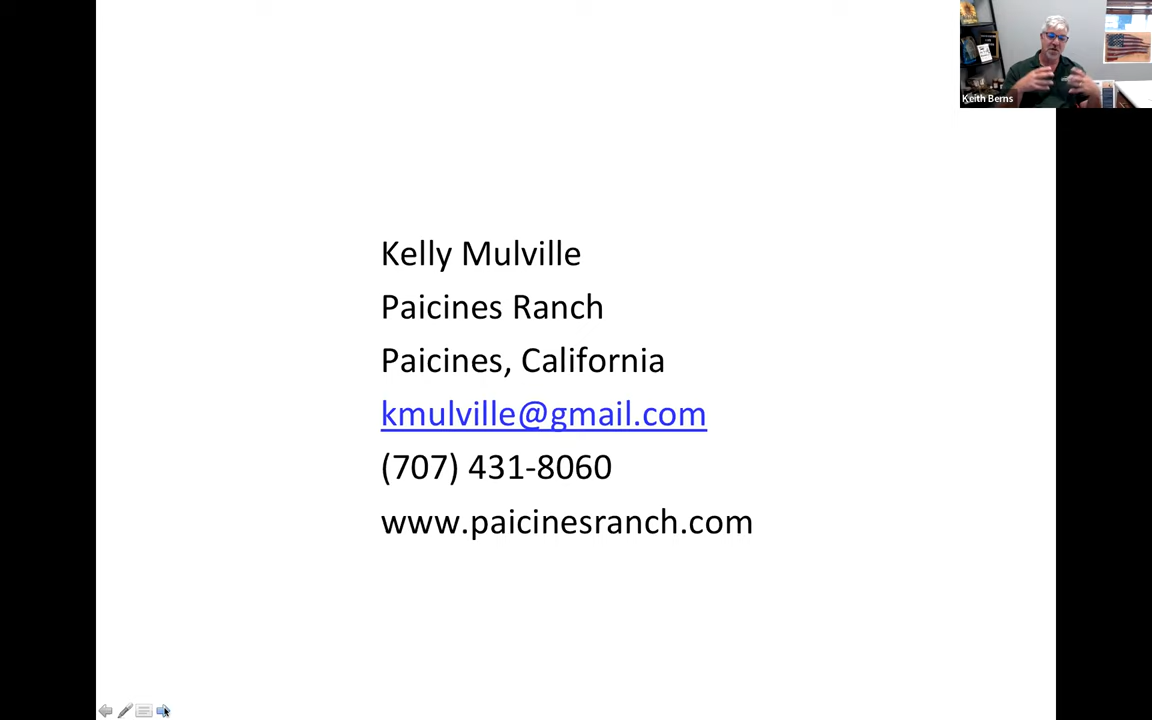 Keith Berns
Kelly Mulville
Paicines Ranch
Paicines, California
kmulville@gmail.com
(707) 431-8060
www.paicinesranch.com